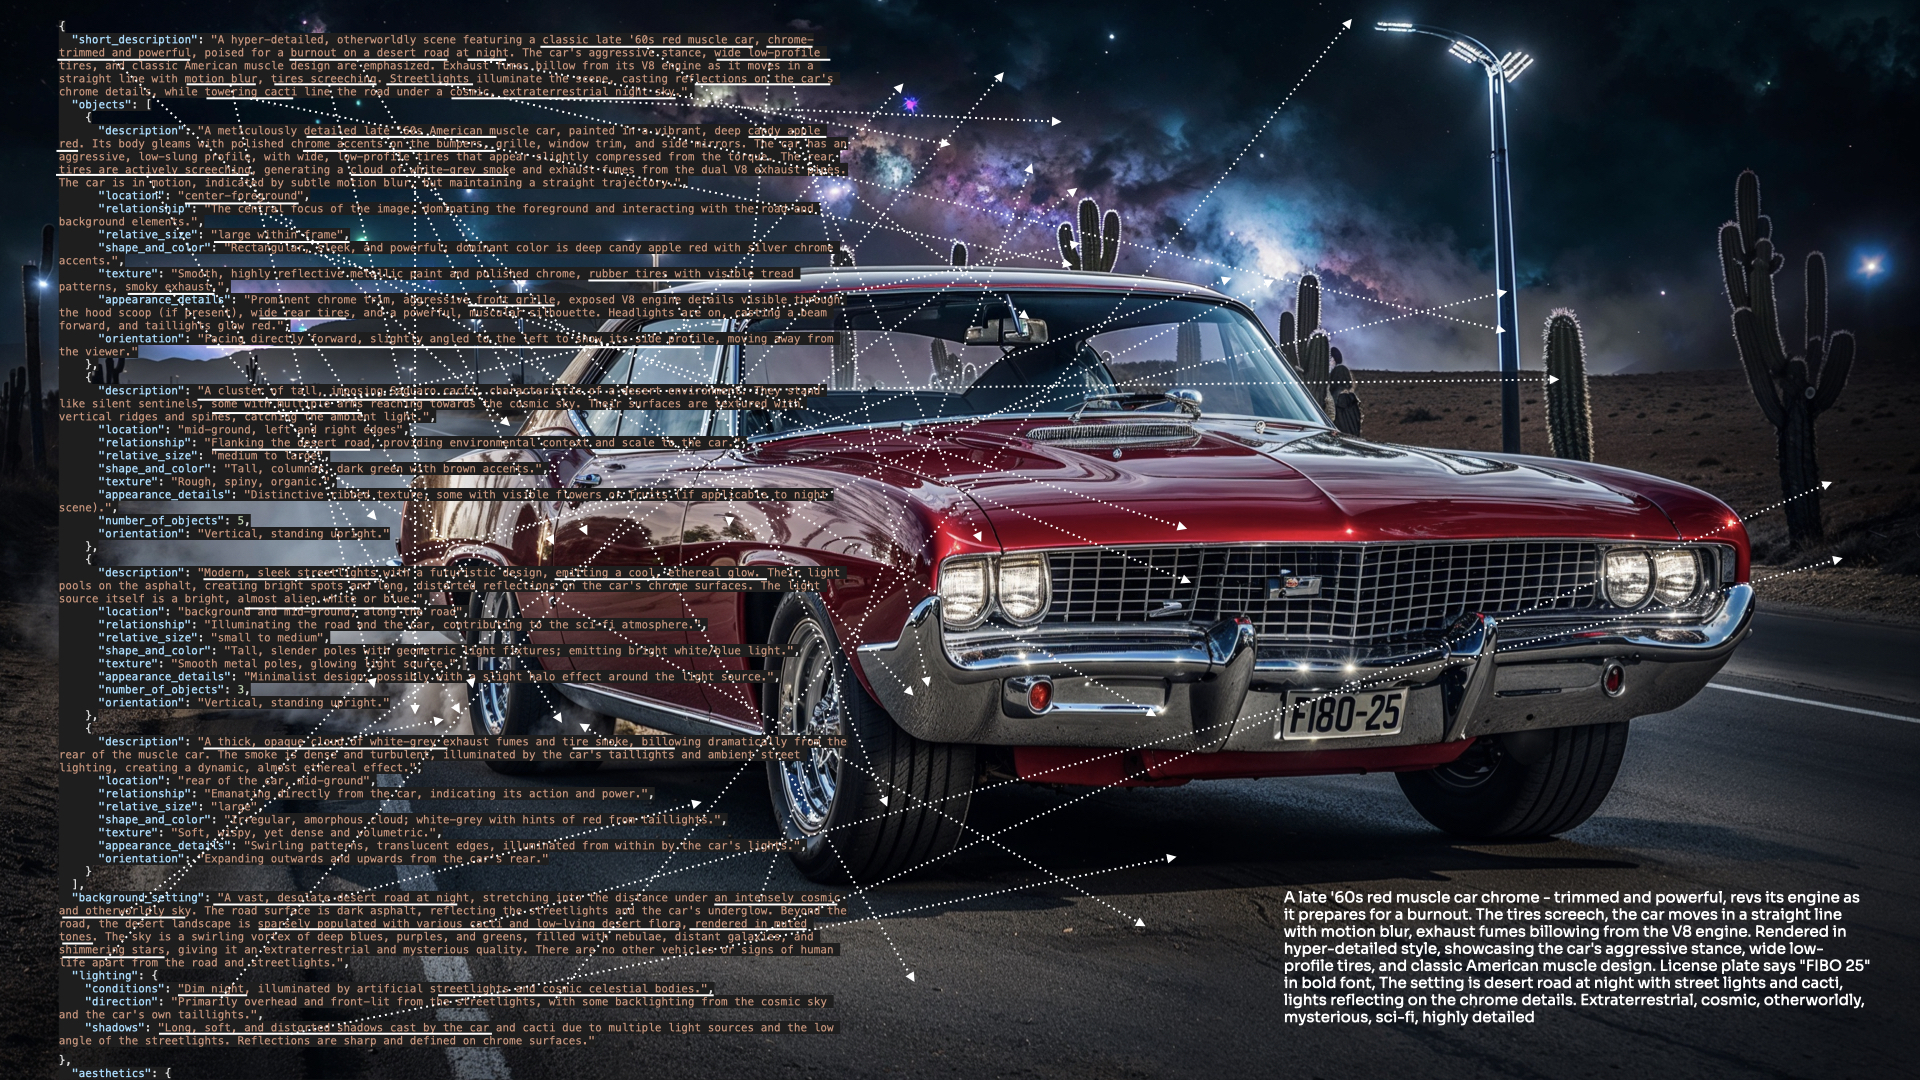 {
"short_description": "A hyper-detailed, otherworldly scene featuring a classic late '60s red muscle car, chrome-
trimmed and powerful, poised for a burnout on a desert road at night. The car's aggressive stance, wide low-profile
tires, and classic American muscle design are emphasized. Exhaust fumes billow from its V8 engine as it moves in a
straight line with motion blur, tires screeching. Streetlights illuminate the scene, casting reflections on the car's
chrome details, while towering cacti line the road under a cosmic, extraterrestrial night sky.",
"objects": [
{
"description": "A meticulously detailed late '60s American muscle car, painted in a vibrant, deep candy apple
red. Its body gleams with polished chrome accents on the bumpers, grille, window trim, and side mirrors. The car has an
aggressive, low-slung profile, with wide, low-profile tires that appear slightly compressed from the torque. The rear
tires are actively screeching, generating a cloud of white-grey smoke and exhaust fumes from the dual V8 exhaust pipes.
The car is in motion, indicated by subtle motion blur, but maintaining a straight trajectory.",
"location": "center-foreground",
"relationship": "The central focus of the image, dominating the foreground and interacting with the road and
background elements.",
"relative_size": "large within frame",
"shape_and_color": "Rectangular, sleek, and powerful; dominant color is deep candy apple red with silver chrome
accents.",
"texture": "Smooth, highly reflective metallic paint and polished chrome, rubber tires with visible tread
patterns, smoky exhaust.",
"appearance_details": "Prominent chrome trim, aggressive front grille, exposed V8 engine details visible through
the hood scoop (if present), wide rear tires, and a powerful, muscular silhouette. Headlights are on, casting a beam
forward, and taillights glow red."
"orientation": "Facing directly forward, slightly angled to the left to show its side profile, moving away from
the viewer."
},
{
"description": "A cluster of tall, imposing saguaro cacti, characteristic of a desert environment. They stand
like silent sentinels, some with multiple arms reaching towards the cosmic sky. Their surfaces are textured with
vertical ridges and spines, catching the ambient light.",
"location": "mid-ground, left and right edges",
"relationship": "Flanking the desert road, providing environmental context and scale to the car.",
"relative_size": "medium to large",
"shape_and_color": "Tall, columnar, dark green with brown accents.",
"texture": "Rough, spiny, organic.",
"appearance_details": "Distinctive ribbed texture; some with visible flowers or fruits (if applicable to night
scene).",
"number_of_objects": 5,
"orientation": "Vertical, standing upright."
},
{
"description": "Modern, sleek streetlights with a futuristic design, emitting a cool, ethereal glow. Their light
pools on the asphalt, creating bright spots and long, distorted reflections on the car's chrome surfaces. The light
source itself is a bright, almost alien white or blue.",
"location": "background and mid-ground, along the road",
"relationship": "Illuminating the road and the car, contributing to the sci-fi atmosphere.",
"relative_size": "small to medium",
"shape_and_color": "Tall, slender poles with geometric light fixtures; emitting bright white/blue light.",
"texture": "Smooth metal poles, glowing light source.",
"appearance_details": "Minimalist design, possibly with a slight halo effect around the light source.",
"number_of_objects": 3,
"orientation": "Vertical, standing upright."
},
{
"description": "A thick, opaque cloud of white-grey exhaust fumes and tire smoke, billowing dramatically from the
rear of the muscle car. The smoke is dense and turbulent, illuminated by the car's taillights and ambient street
lighting, creating a dynamic, almost ethereal effect.",
"location": "rear of the car, mid-ground",
"relationship": "Emanating directly from the car, indicating its action and power.",
"relative_size": "large",
"shape_and_color": "Irregular, amorphous cloud; white-grey with hints of red from taillights.",
"texture": "Soft, wispy, yet dense and volumetric.",
"appearance_details": "Swirling patterns, translucent edges, illuminated from within by the car's lights.",
"orientation": "Expanding outwards and upwards from the car's rear."
}
],
"background_setting": "A vast, desolate desert road at night, stretching into the distance under an intensely cosmic
and otherworldly sky. The road surface is dark asphalt, reflecting the streetlights and the car's underglow. Beyond the
road, the desert landscape is sparsely populated with various cacti and low-lying desert flora, rendered in muted
tones. The sky is a swirling vortex of deep blues, purples, and greens, filled with nebulae, distant galaxies, and
shimmering stars, giving it an extraterrestrial and mysterious quality. There are no other vehicles or signs of human
life apart from the road and streetlights.",
"lighting": {
"conditions": "Dim night, illuminated by artificial streetlights and cosmic celestial bodies.",
"direction": "Primarily overhead and front-lit from the streetlights, with some backlighting from the cosmic sky
and the car's own taillights.",
"shadows": "Long, soft, and distorted shadows cast by the car and cacti due to multiple light sources and the low
angle of the streetlights. Reflections are sharp and defined on chrome surfaces."
},
"aesthetics": {
FI80-25
A late '60s red muscle car chrome - trimmed and powerful, revs its engine as
it prepares for a burnout. The tires screech, the car moves in a straight line
with motion blur, exhaust fumes billowing from the V8 engine. Rendered in
hyper-detailed style, showcasing the car's aggressive stance, wide low-
profile tires, and classic American muscle design. License plate says "FIBO 25"
in bold font, The setting is desert road at night with street lights and cacti,
lights reflecting on the chrome details. Extraterrestrial, cosmic, otherworldly,
mysterious, sci-fi, highly detailed